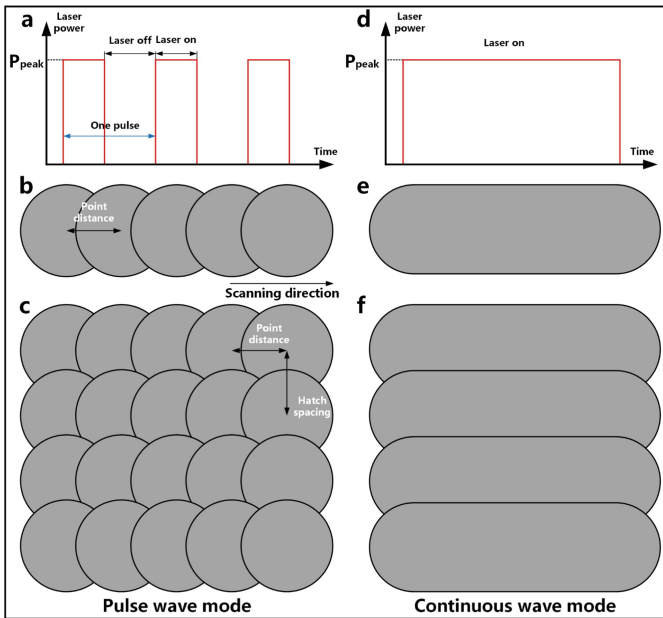 a
Laser
power
Laser off
Laser on
Ppeak
One pulse
Time
b
Point
distance
Scanning direction
c
Point
distance
Hatch
spacing
Pulse wave mode
d
Laser
power
Laser on
Ppeak
Time
e
f
Continuous wave mode